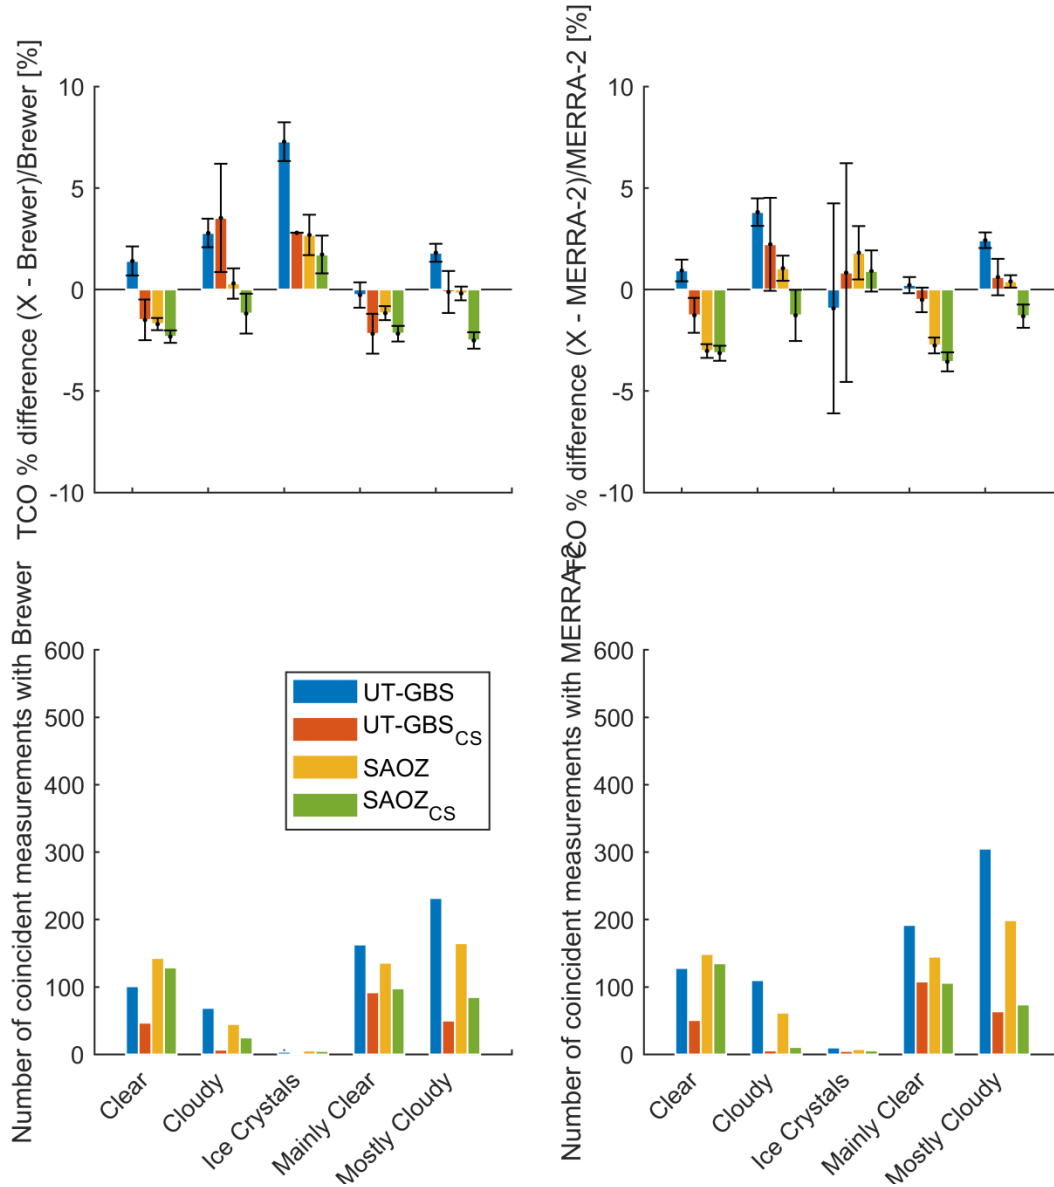 TCO % difference (X - Brewer)/Brewer [%]
10
5
0
-5
-10
TCO % difference (X - MERRA-2)/MERRA-2 [%]
10
5
0
-5
-10
Number of coincident measurements with Brewer
600
500
400
300
200
100
0
UT-GBS
UT-GBS_CS
SAOZ
SAOZ_CS
Clear
Cloudy
Ice Crystals
Mainly Clear
Mostly Cloudy
Number of coincident measurements with MERRA-2
600
500
400
300
200
100
0
Clear
Cloudy
Ice Crystals
Mainly Clear
Mostly Cloudy